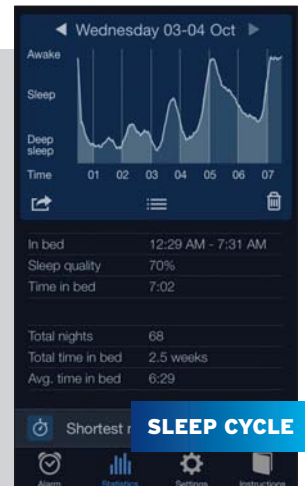 ◀ Wednesday 03-04 Oct ▶
Awake
Sleep
Deep
sleep
Time 01 02 03 04 05 06 07
In bed 12:29 AM - 7:31 AM
Sleep quality 70%
Time in bed 7:02
Total nights 68
Total time in bed 2.5 weeks
Avg. time in bed 6:29
Shortest
SLEEP CYCLE
Alarm Statistics Settings Instructions